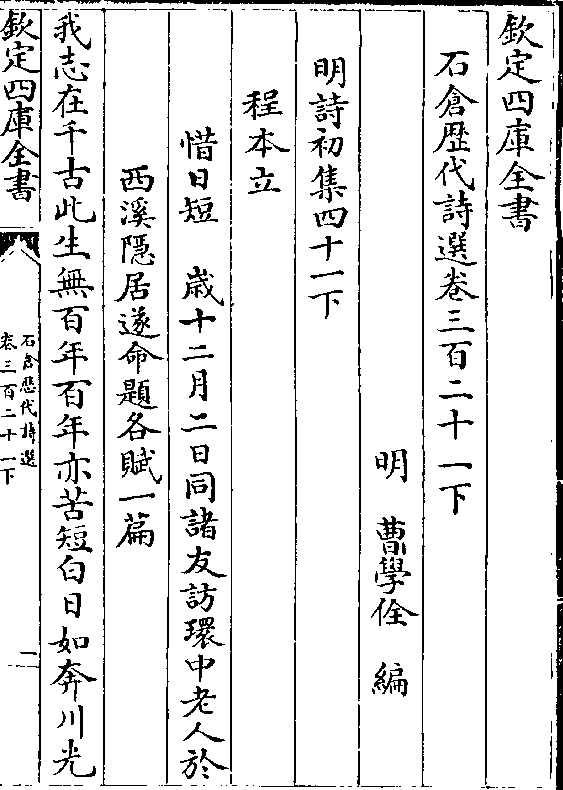 欽定四庫全書
石倉歴代詩選卷三百二十一下
明 曹學佺 編
明詩初集四十一下
程本立
惜日短 歳十二月二日同諸友訪環中老人於
西溪隠居遂命題各賦一篇
我志在千古此生無百年百年亦苦短白日如奔川光
欽定四庫全書
石倉歴代詩選
卷三百二十一下
一